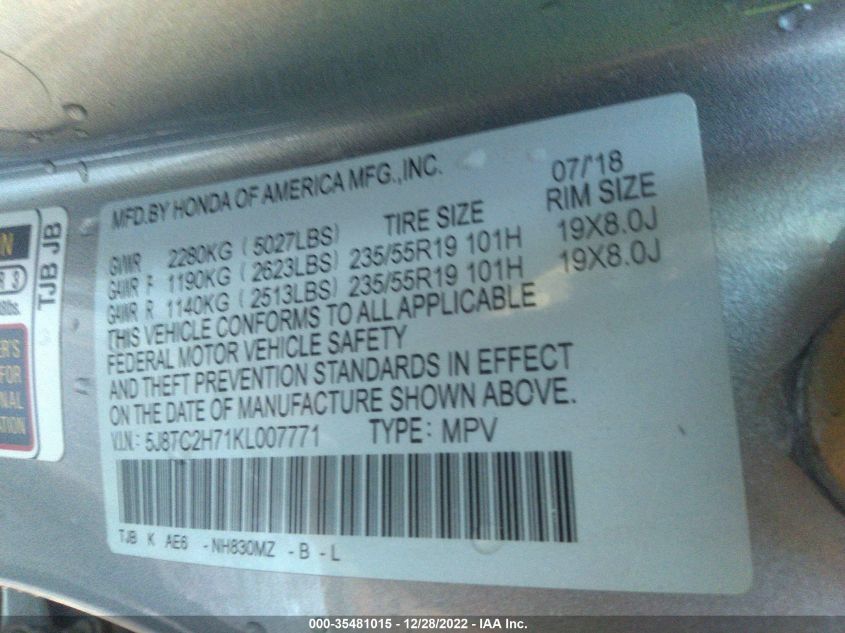 MFD.BY HONDA OF AMERICA MFG.,INC. 07/'18
TIRE SIZE RIM SIZE
GVWR 2280KG (5027LBS)
GAWR F 1190KG (2623LBS) 235/55R19 101H 19X8.0J
GAWR R 1140KG (2513LBS) 235/55R19 101H 19X8.0J
THIS VEHICLE CONFORMS TO ALL APPLICABLE
FEDERAL MOTOR VEHICLE SAFETY
AND THEFT PREVENTION STANDARDS IN EFFECT
ON THE DATE OF MANUFACTURE SHOWN ABOVE.
V.I.N.: 5J8TC2H71KL007771 TYPE: MPV
TJB K AE6 -NH830MZ -B -L
TJB JB
000-35481015 - 12/28/2022 - IAA Inc.